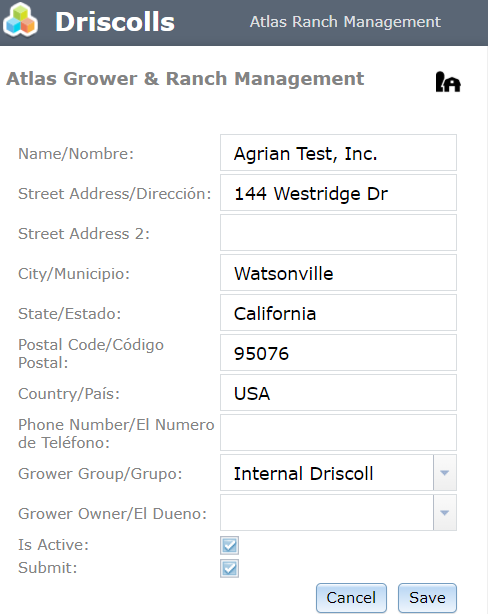 Driscolls
Atlas Ranch Management
Atlas Grower & Ranch Management
Name/Nombre: Agrian Test, Inc.
Street Address/Dirección: 144 Westridge Dr
Street Address 2:
City/Municipio: Watsonville
State/Estado: California
Postal Code/Código
Postal: 95076
Country/País: USA
Phone Number/El Numero
de Teléfono:
Grower Group/Grupo: Internal Driscoll
Grower Owner/El Dueno:
Is Active:
Submit:
Cancel Save